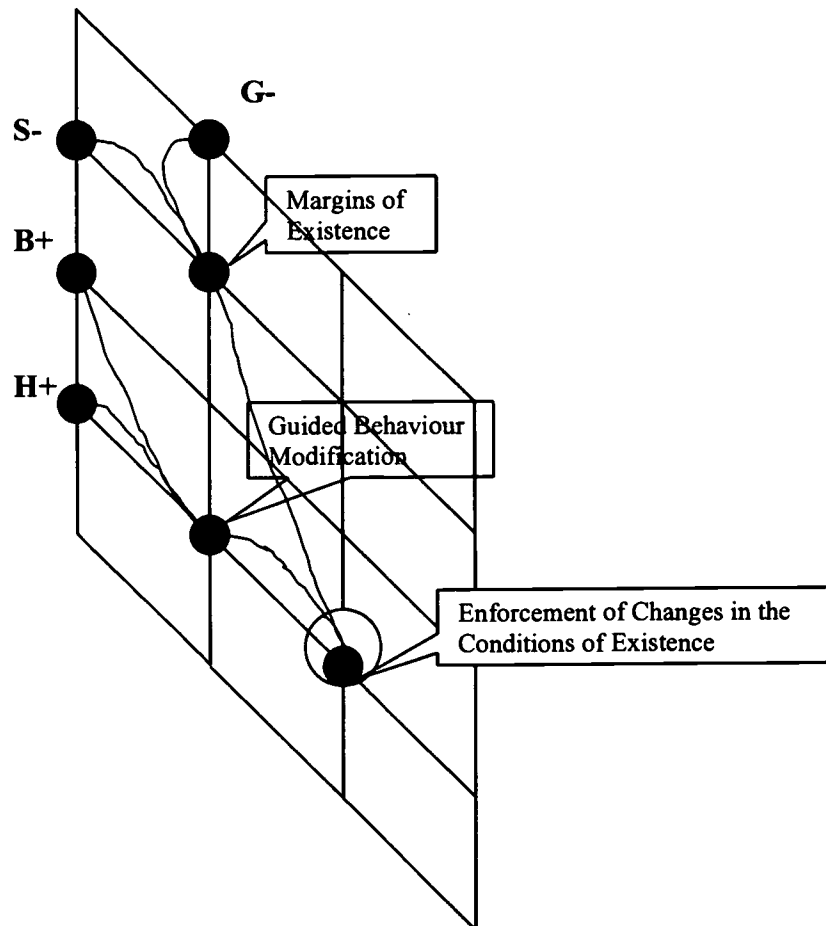 G-
S-
Margins of
Existence
B+
H+
Guided Behaviour
Modification
Enforcement of Changes in the
Conditions of Existence